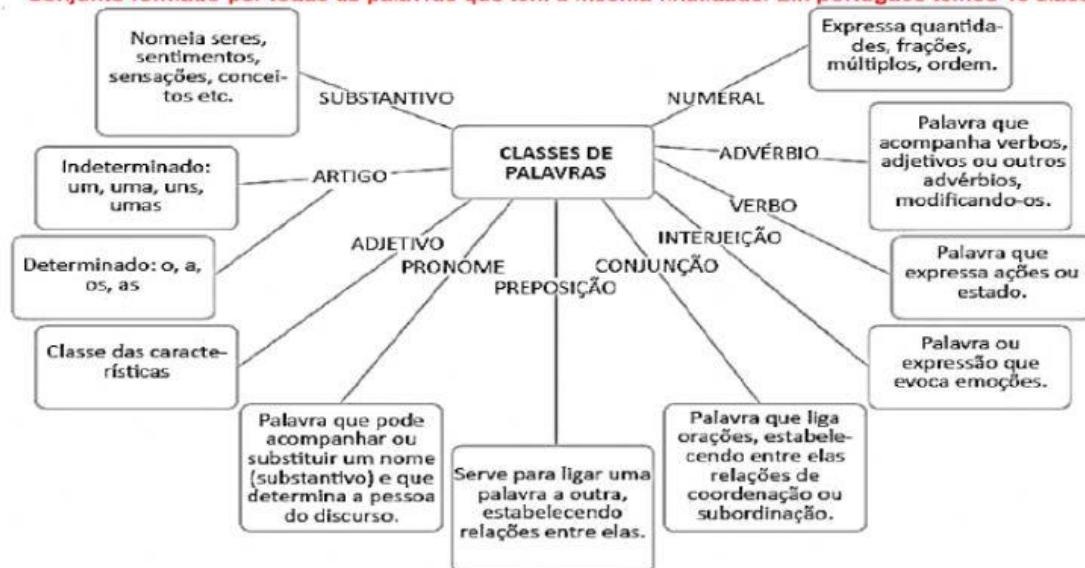 Nomeia seres,
sentimentos,
sensações, concei-
tos etc.
SUBSTANTIVO
Expressa quantida-
des, frações,
múltiplos, ordem.
NUMERAL
CLASSES DE
PALAVRAS
ADVÉRBIO
Palavra que
acompanha verbos,
adjetivos ou outros
advérbios,
modificando-os.
Indeterminado:
um, uma, uns,
umas
ARTIGO
VERBO
Determinado: o, a,
os, as
ADJETIVO
PRONOME
PREPOSIÇÃO
CONJUNÇÃO
INTERJEIÇÃO
Palavra que
expressa ações ou
estado.
Classe das caracte-
rísticas
Palavra ou
expressão que
evoca emoções.
Palavra que pode
acompanhar ou
substituir um nome
(substantivo) e que
determina a pessoa
do discurso.
Serve para ligar uma
palavra a outra,
estabelecendo
relações entre elas.
Palavra que liga
orações, estabele-
cendo entre elas
relações de
coordenação ou
subordinação.